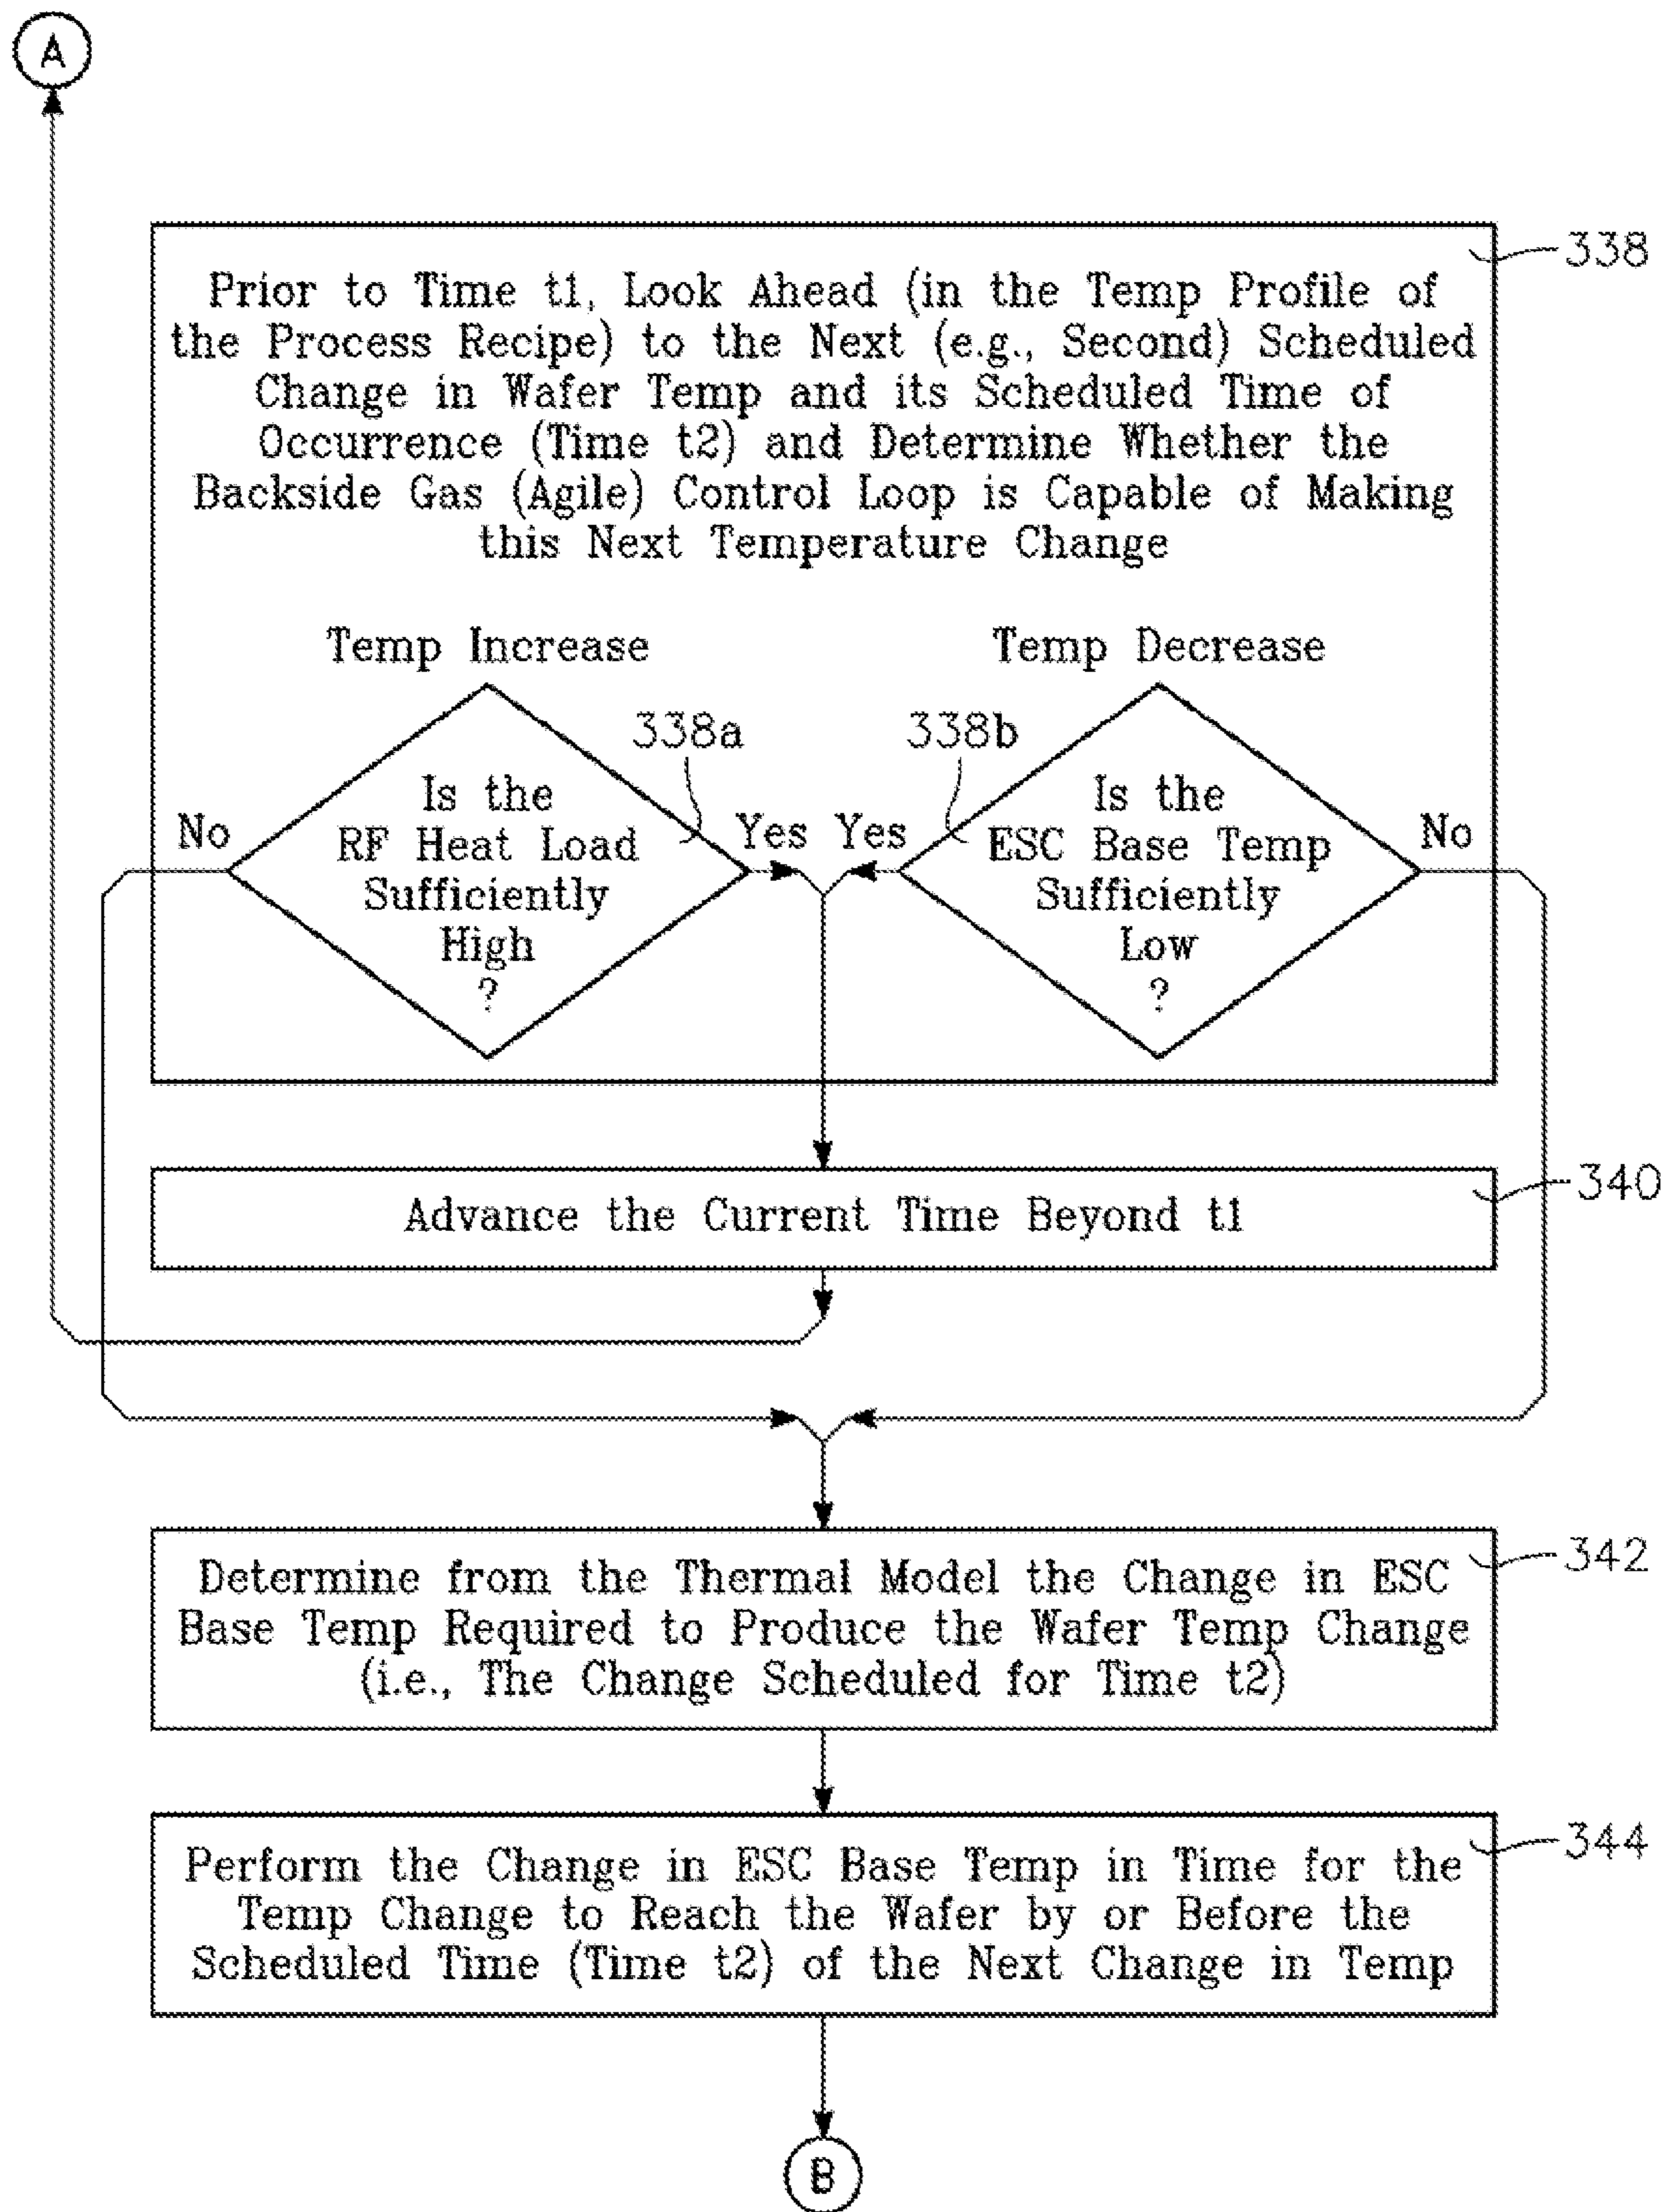 A
338
Prior to Time t1, Look Ahead (in the Temp Profile of
the Process Recipe) to the Next (e.g., Second) Scheduled
Change in Wafer Temp and its Scheduled Time of
Occurrence (Time t2) and Determine Whether the
Backside Gas (Agile) Control Loop is Capable of Making
this Next Temperature Change
Temp Increase
338a
No
Is the
RF Heat Load
Sufficiently
High
?
Yes
Temp Decrease
338b
Yes
Is the
ESC Base Temp
Sufficiently
Low
?
No
340
Advance the Current Time Beyond t1
342
Determine from the Thermal Model the Change in ESC
Base Temp Required to Produce the Wafer Temp Change
(i.e., The Change Scheduled for Time t2)
344
Perform the Change in ESC Base Temp in Time for the
Temp Change to Reach the Wafer by or Before the
Scheduled Time (Time t2) of the Next Change in Temp
B